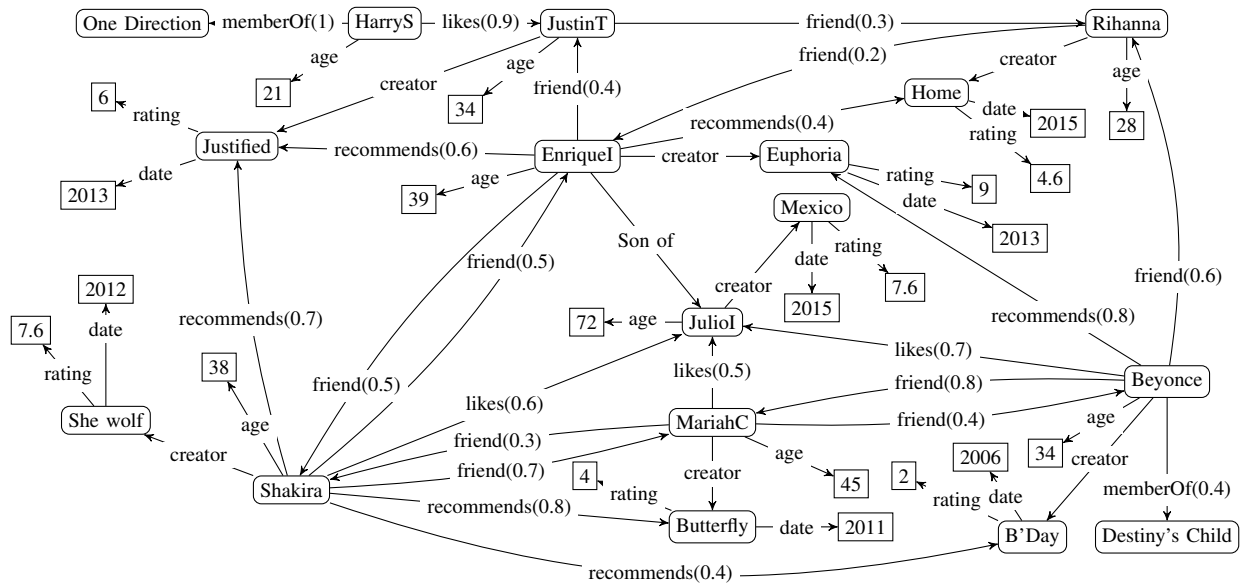 One Direction memberOf(1) HarryS likes(0.9) JustinT friend(0.3) Rihanna
friend(0.2)
age
creator
age
creator
age
6
21
34
friend(0.4)
Home
date
2015
28
rating
creator
recommends(0.4)
rating
Justified
recommends(0.6)
EnriqueI
creator
Euphoria
date
age
rating
4.6
2013
39
9
date
Mexico
2013
Son of
rating
friend(0.5)
date
creator
7.6
friend(0.6)
2012
2015
recommends(0.7)
72
age
JulioI
recommends(0.8)
7.6
date
likes(0.7)
38
rating
likes(0.5)
friend(0.5)
friend(0.8)
Beyonce
likes(0.6)
She wolf
age
MariahC
friend(0.4)
age
friend(0.3)
creator
34
2006
creator
friend(0.7)
creator
age
4
45
2
Shakira
rating
rating
date
memberOf(0.4)
recommends(0.8)
Butterfly
date
2011
B'Day
Destiny's Child
recommends(0.4)